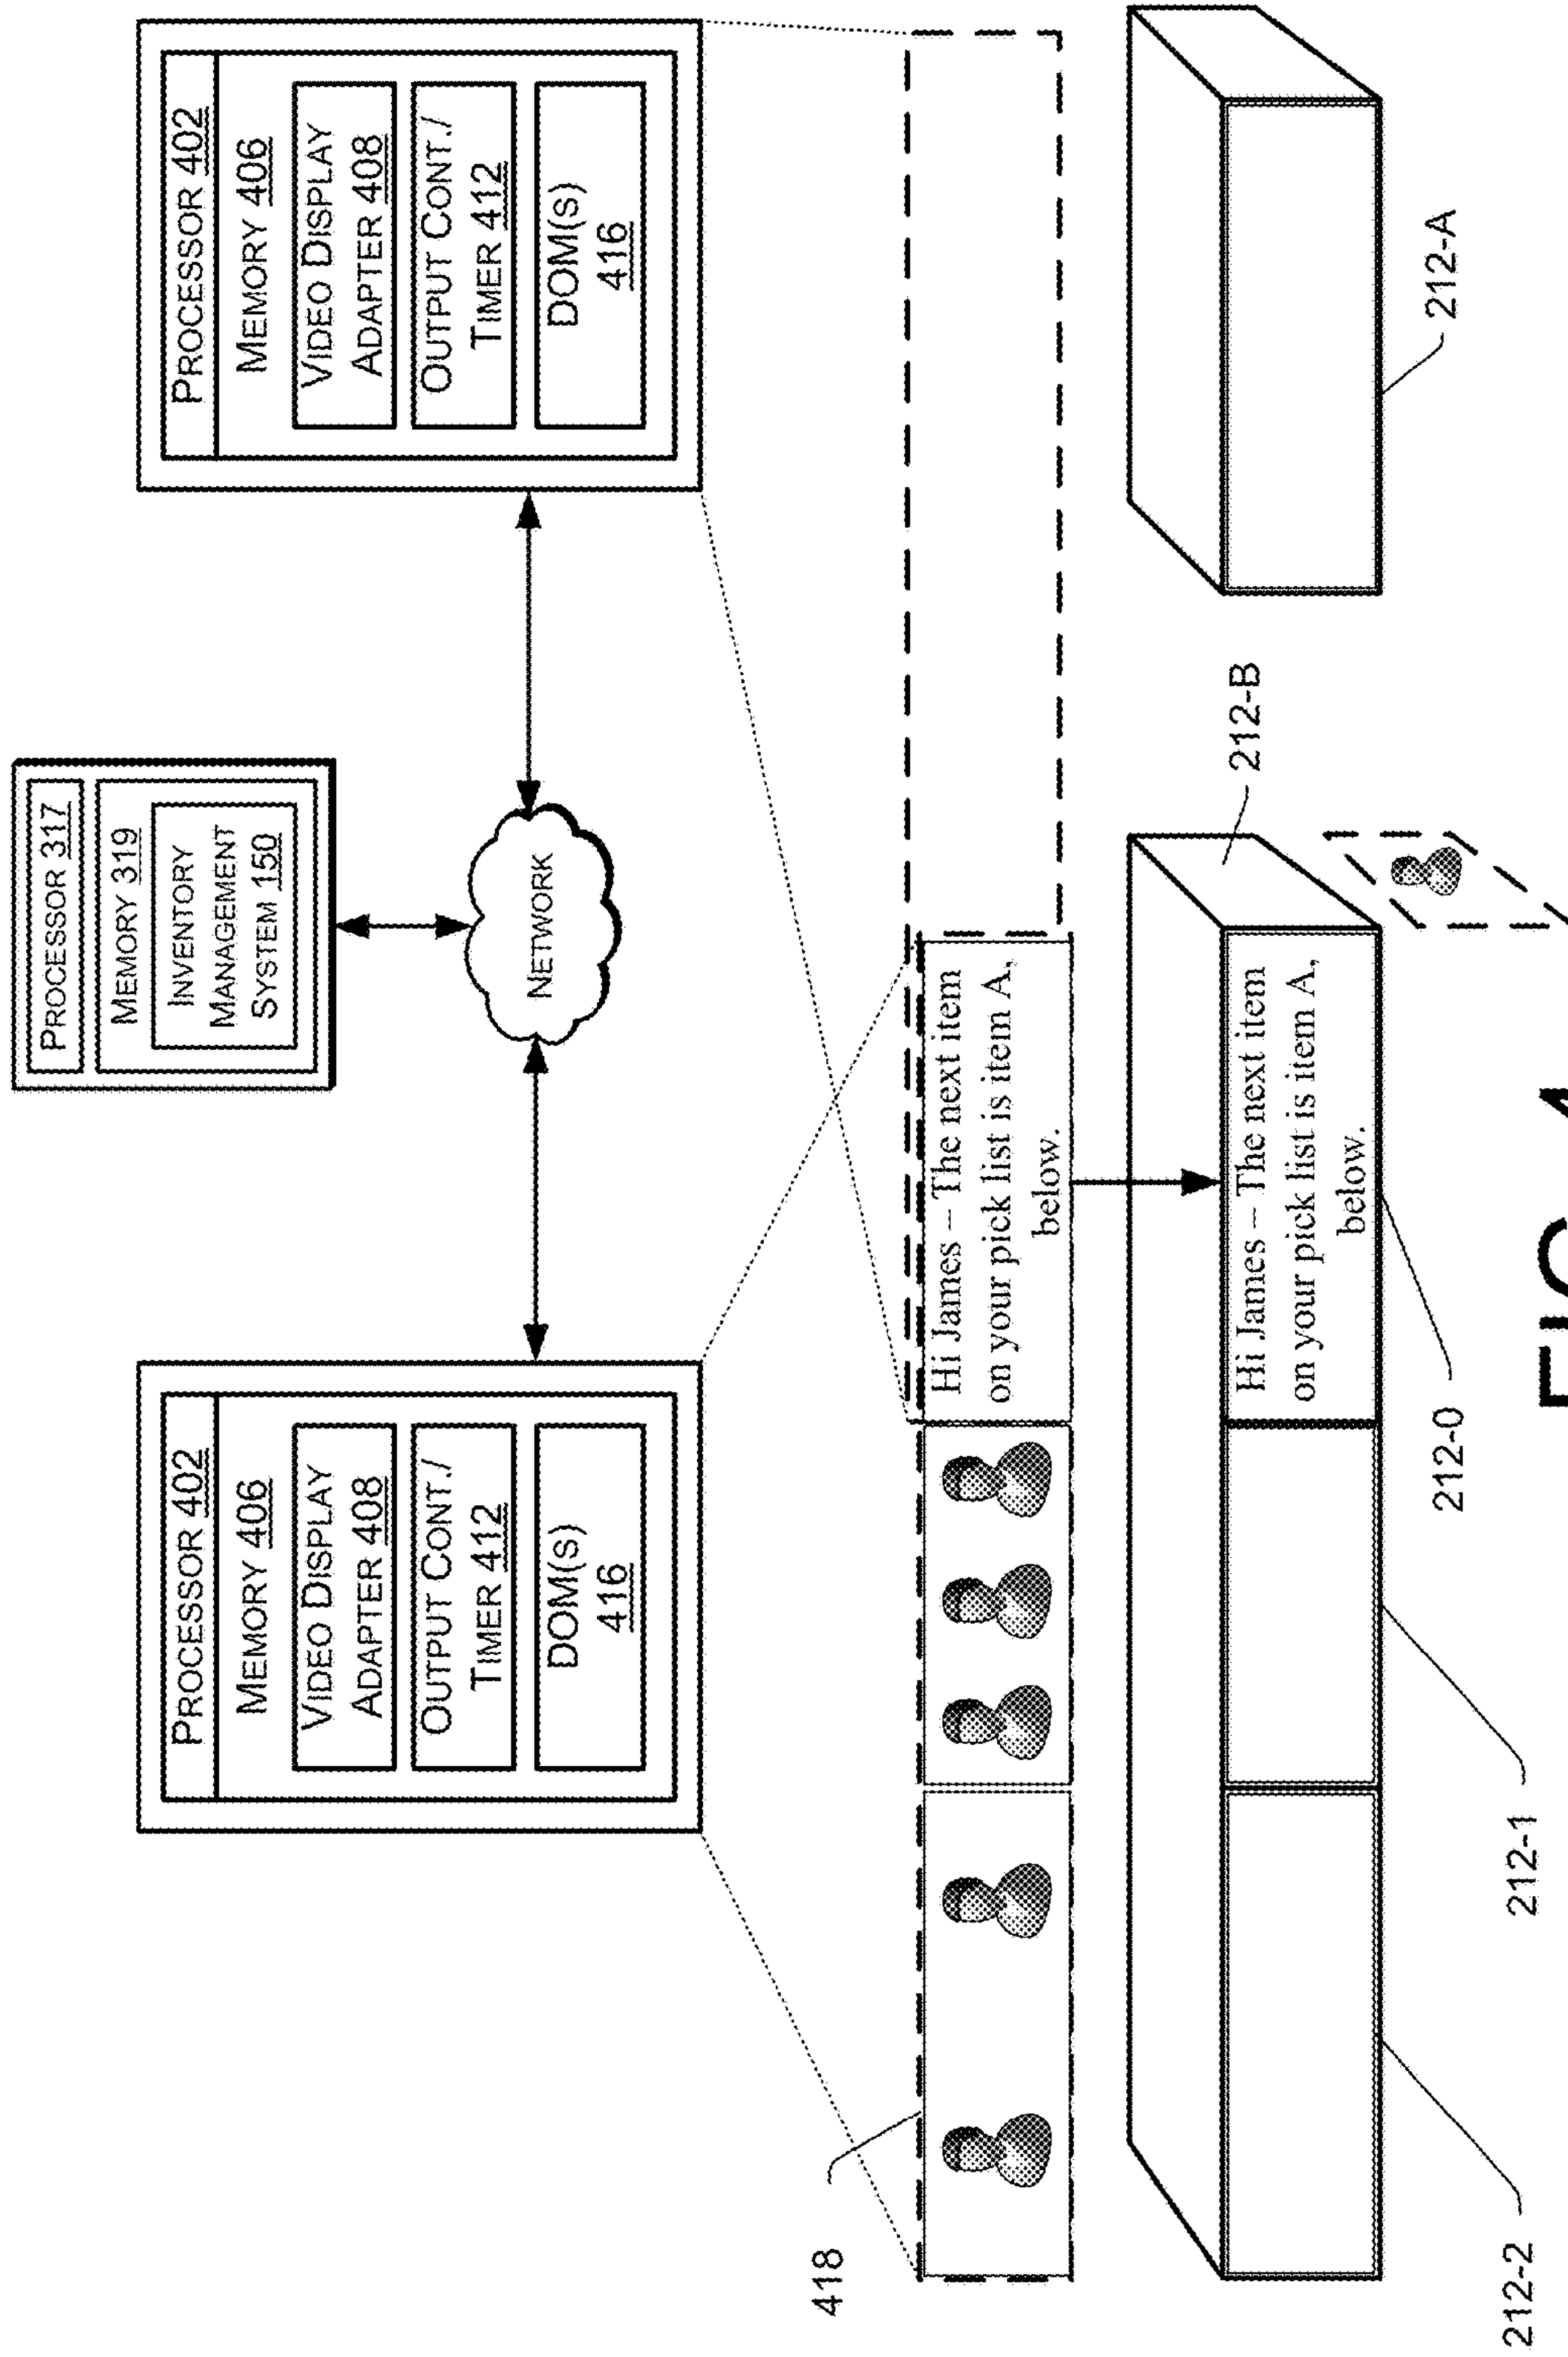 PROCESSOR 317
MEMORY 319
INVENTORY
MANAGEMENT
SYSTEM 150
PROCESSOR 402
MEMORY 406
VIDEO DISPLAY
ADAPTER 408
OUTPUT CONT./
TIMER 412
DOM(S)
416
NETWORK
PROCESSOR 402
MEMORY 406
VIDEO DISPLAY
ADAPTER 408
OUTPUT CONT./
TIMER 412
DOM(S)
416
418
Hi James – The next item
on your pick list is item A,
below.
212-B
Hi James – The next item
on your pick list is item A,
below.
212-A
212-2
212-1
212-0